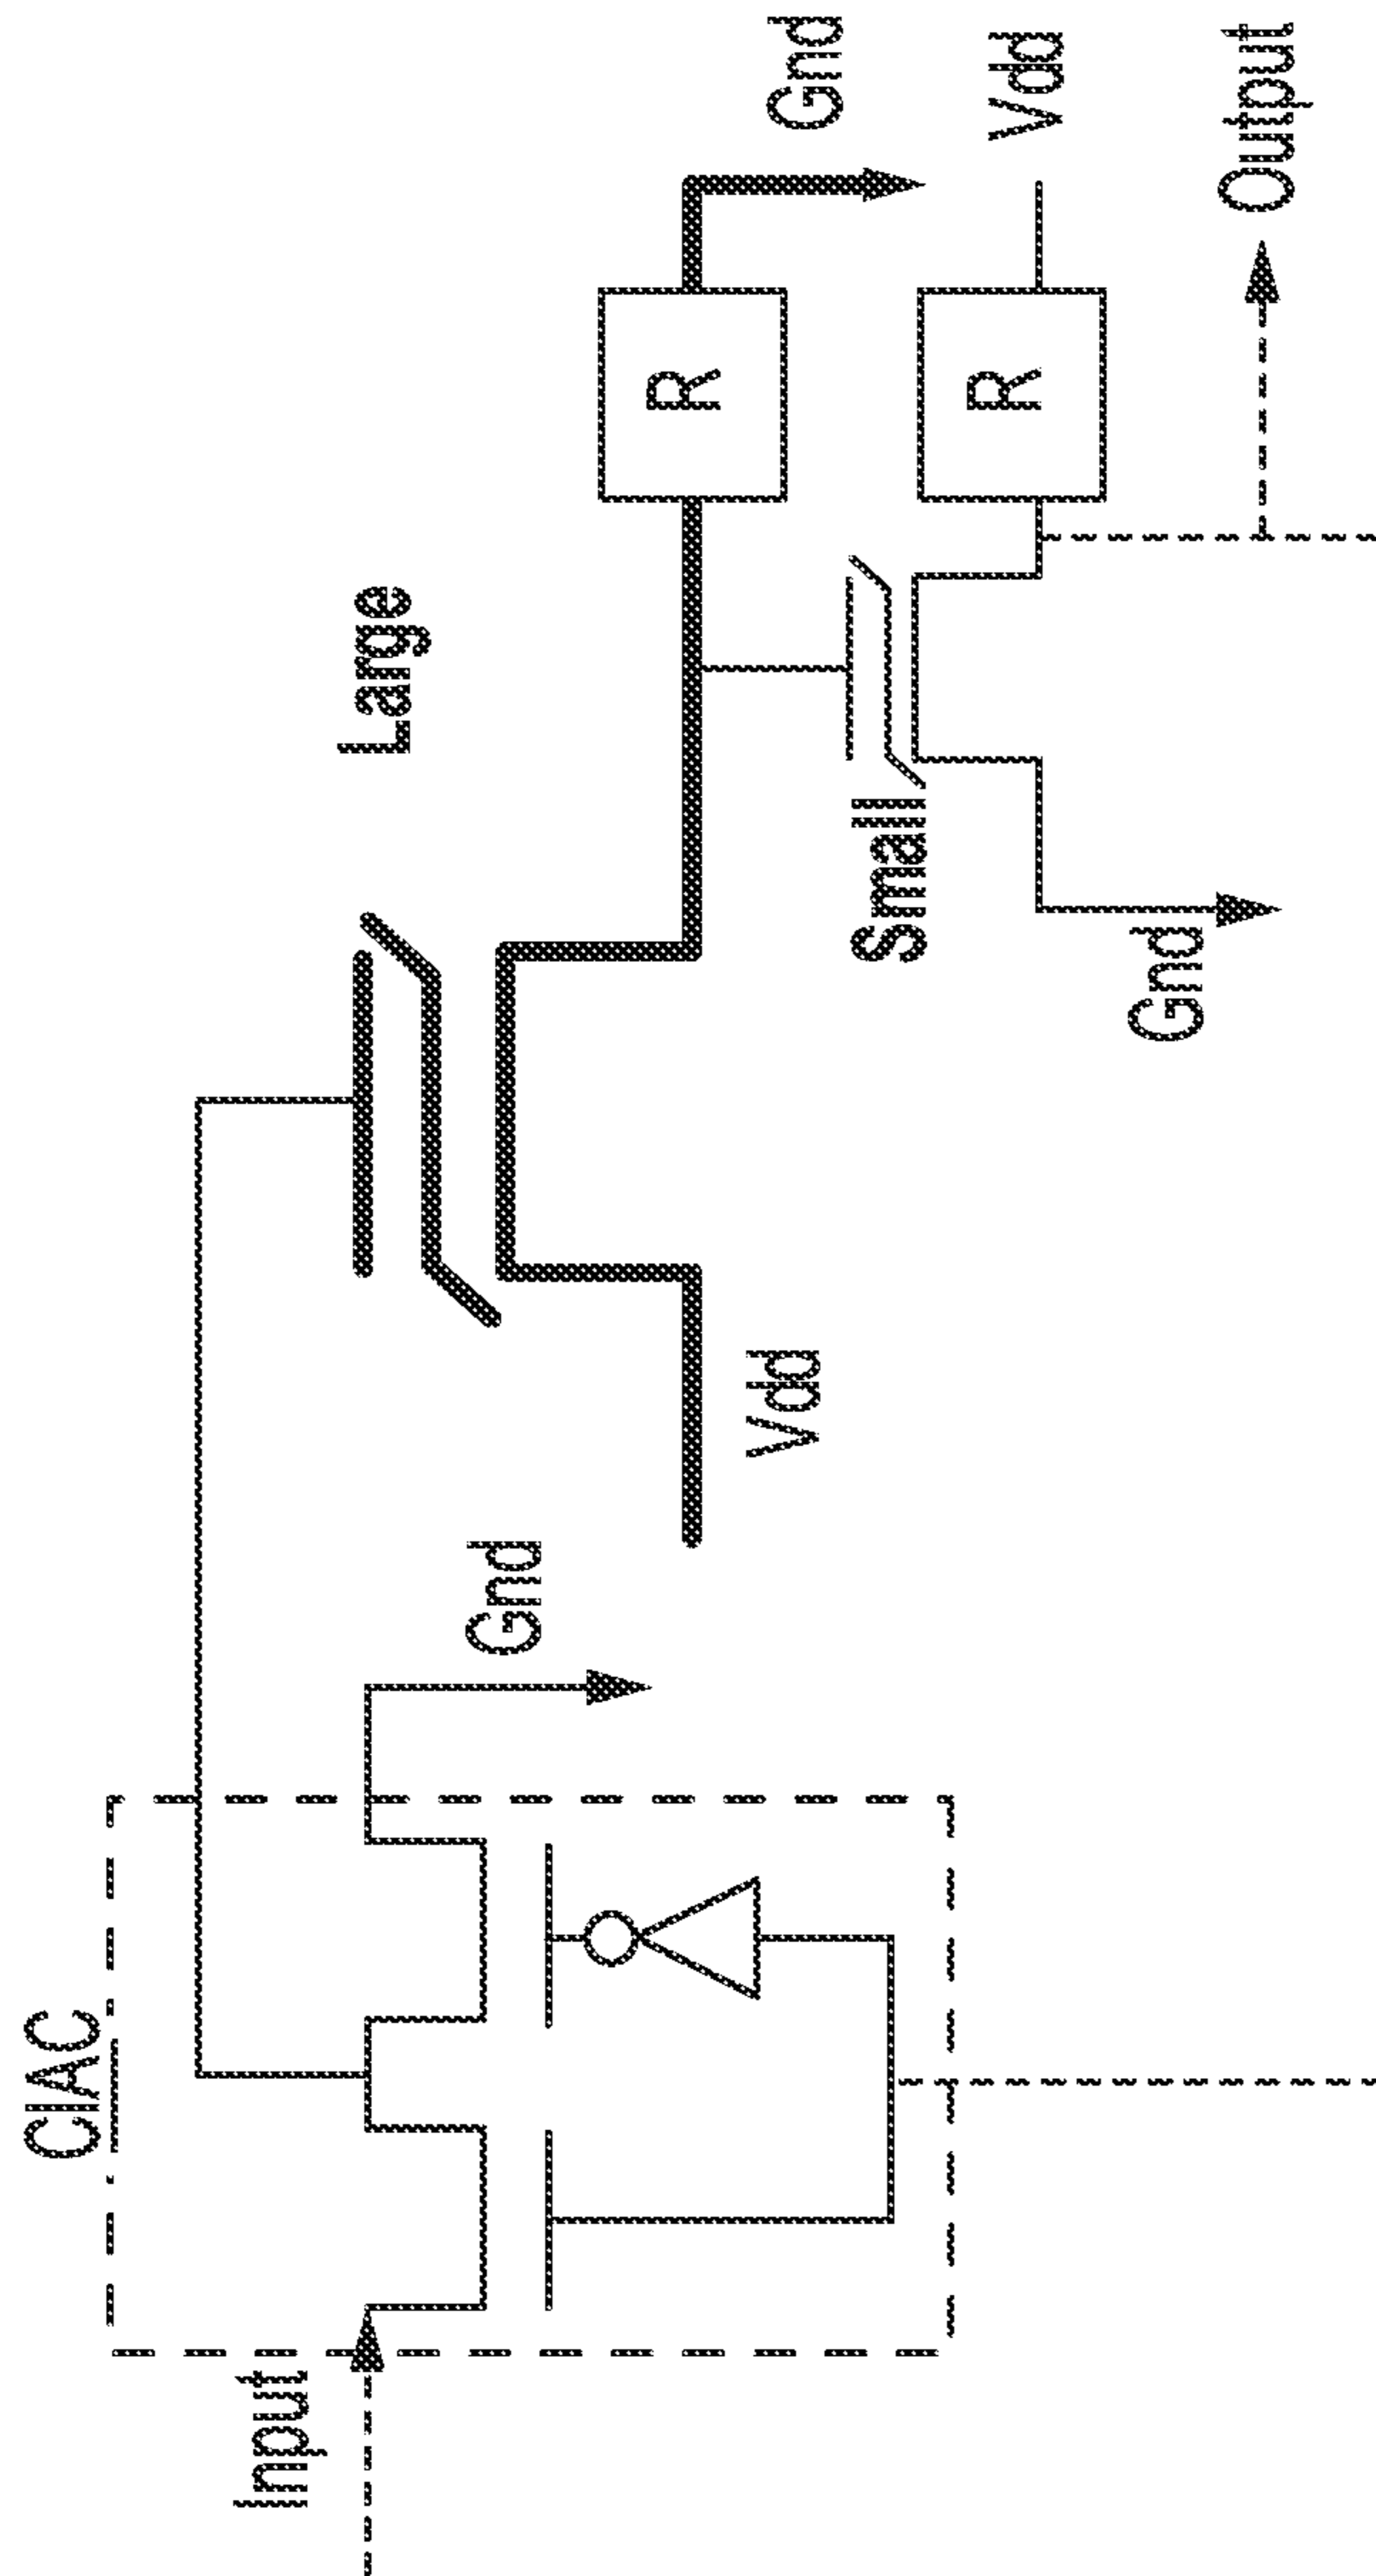 CIAC
Input
Gnd
Vdd
Large
Small
Gnd
R
R
Gnd
Vdd
Output